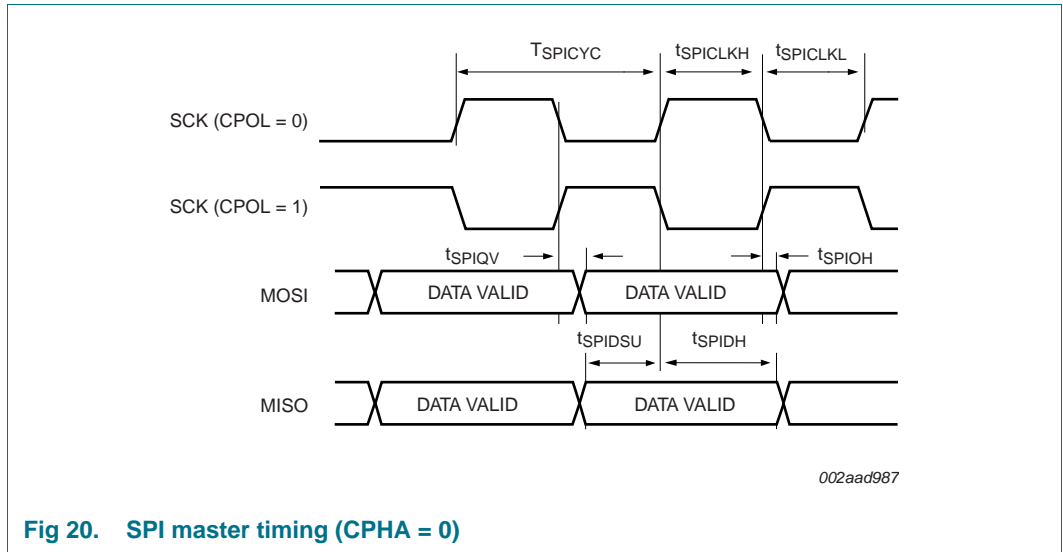 TSPICYC tSPICLKH tSPICLKL
SCK (CPOL = 0)
SCK (CPOL = 1)
tSPIQV tSPIOH
MOSI DATA VALID DATA VALID
tSPIDSU tSPIDH
MISO DATA VALID DATA VALID
002aad987
Fig 20. SPI master timing (CPHA = 0)